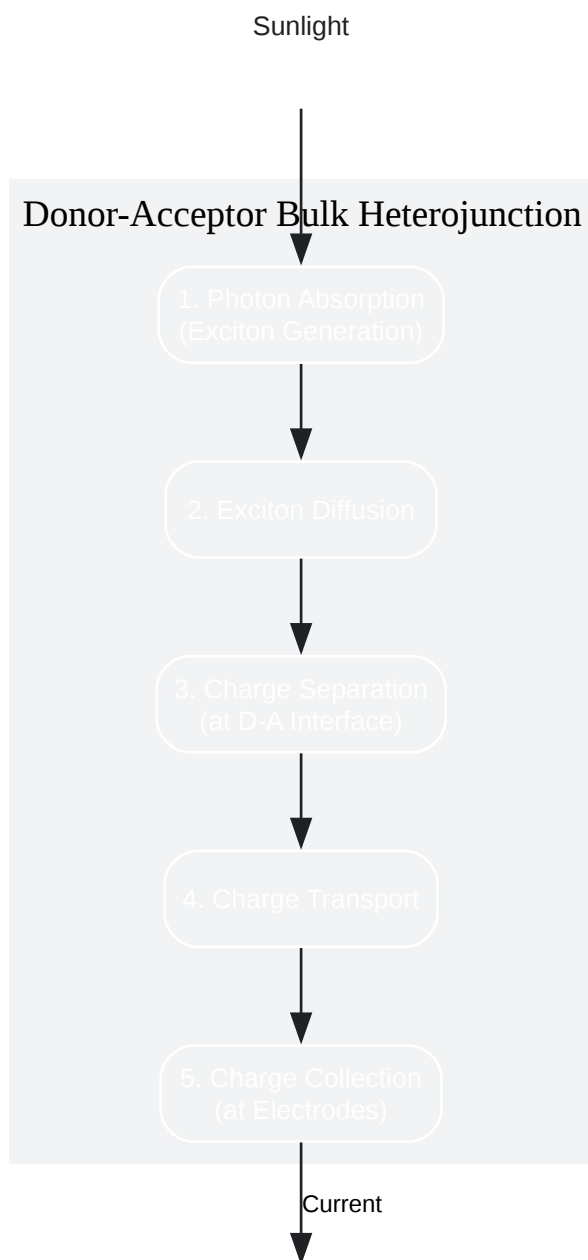 Sunlight
Donor-Acceptor Bulk Heterojunction
1. Photon Absorption
(Exciton Generation)
2. Exciton Diffusion
3. Charge Separation
(at D-A Interface)
4. Charge Transport
5. Charge Collection
(at Electrodes)
Current